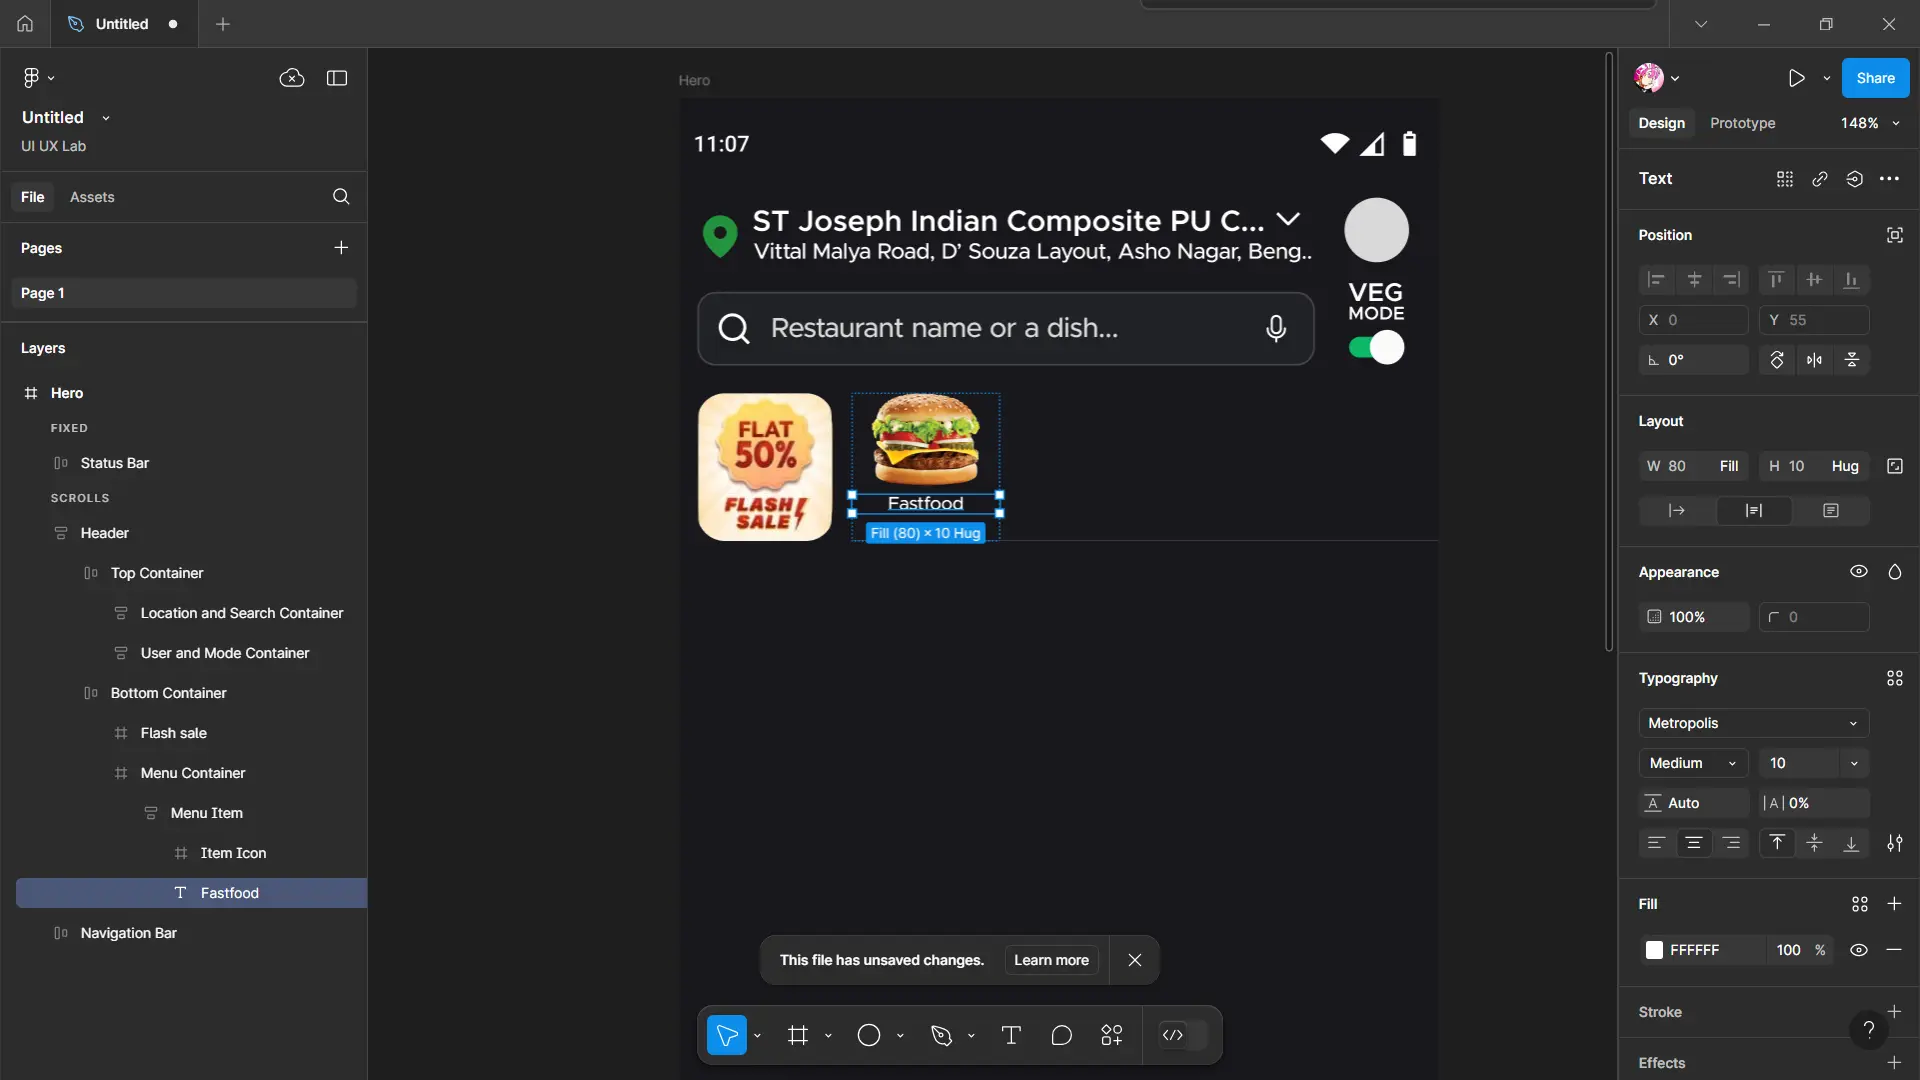 Untitled
Untitled
UI UX Lab
File
Assets
Pages
Page 1
Layers
Hero
FIXED
Status Bar
SCROLLS
Header
Top Container
Location and Search Container
User and Mode Container
Bottom Container
Flash sale
Menu Container
Menu Item
Item Icon
Fastfood
Navigation Bar
Hero
11:07
ST Joseph Indian Composite PU C...
Vittal Malya Road, D’ Souza Layout, Asho Nagar, Beng..
Restaurant name or a dish...
VEG
MODE
FLAT
50%
FLASH
SALE
Fastfood
Fill (80) × 10 Hug
This file has unsaved changes.
Learn more
Share
Design
Prototype
148%
Text
Position
X 0
Y 55
0°
Layout
W 80 Fill
H 10 Hug
Appearance
100%
0
Typography
Metropolis
Medium
10
Auto
|A| 0%
Fill
FFFFFF
100 %
Stroke
?
Effects